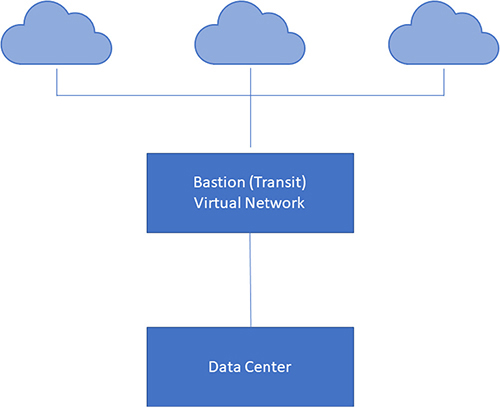 Bastion (Transit)
Virtual Network
Data Center